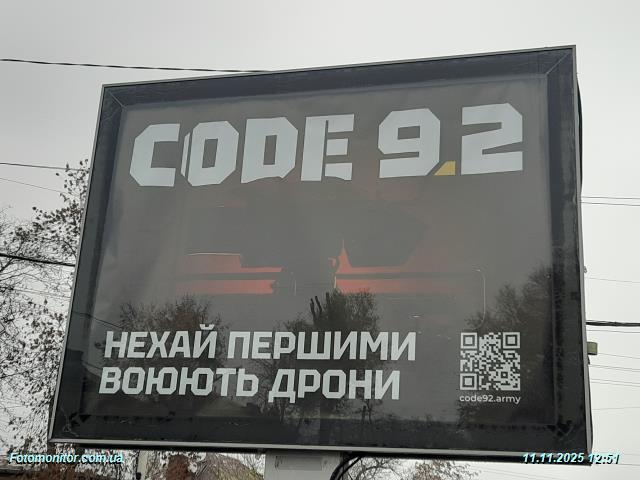 CODE 9.2
НЕХАЙ ПЕРШИМИ
ВОЮЮТЬ ДРОНИ
code92.army
Fotomonitor.com.ua
11.11.2025 12:51